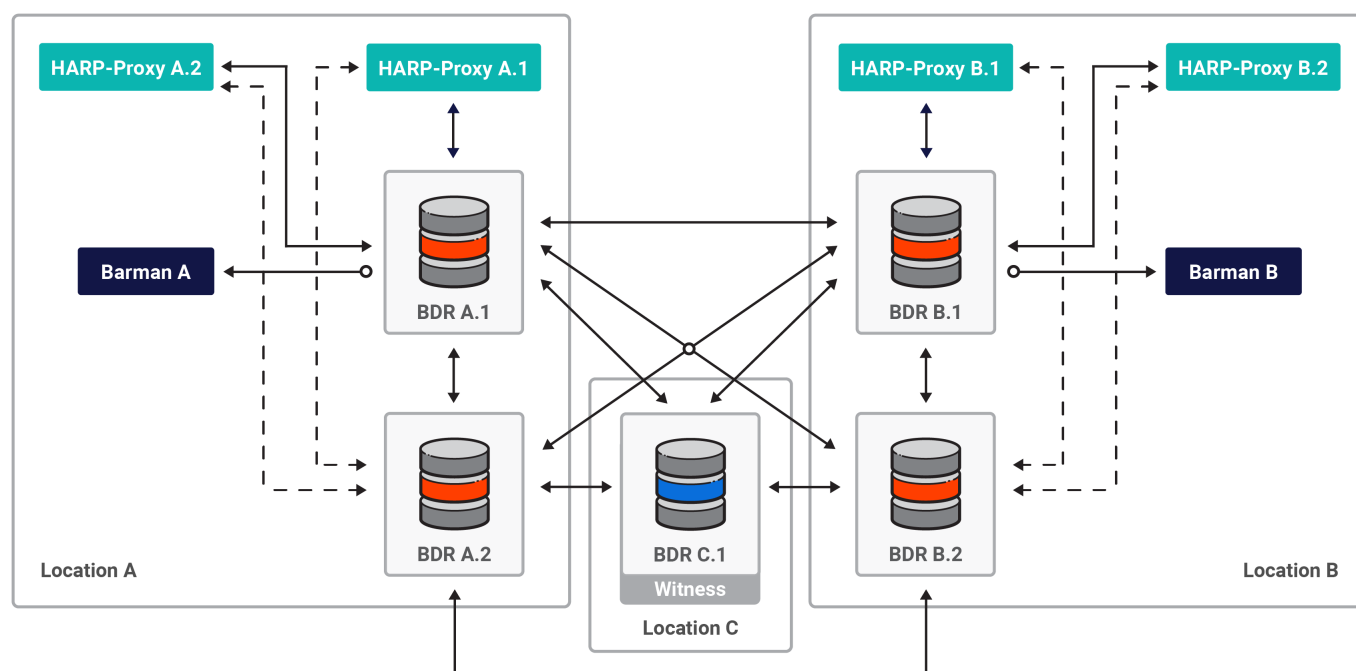 HARP-Proxy A.2
HARP-Proxy A.1
HARP-Proxy B.1
HARP-Proxy B.2
Barman A
BDR A.1
BDR B.1
Barman B
BDR A.2
BDR C.1
BDR B.2
Witness
Location A
Location B
Location C